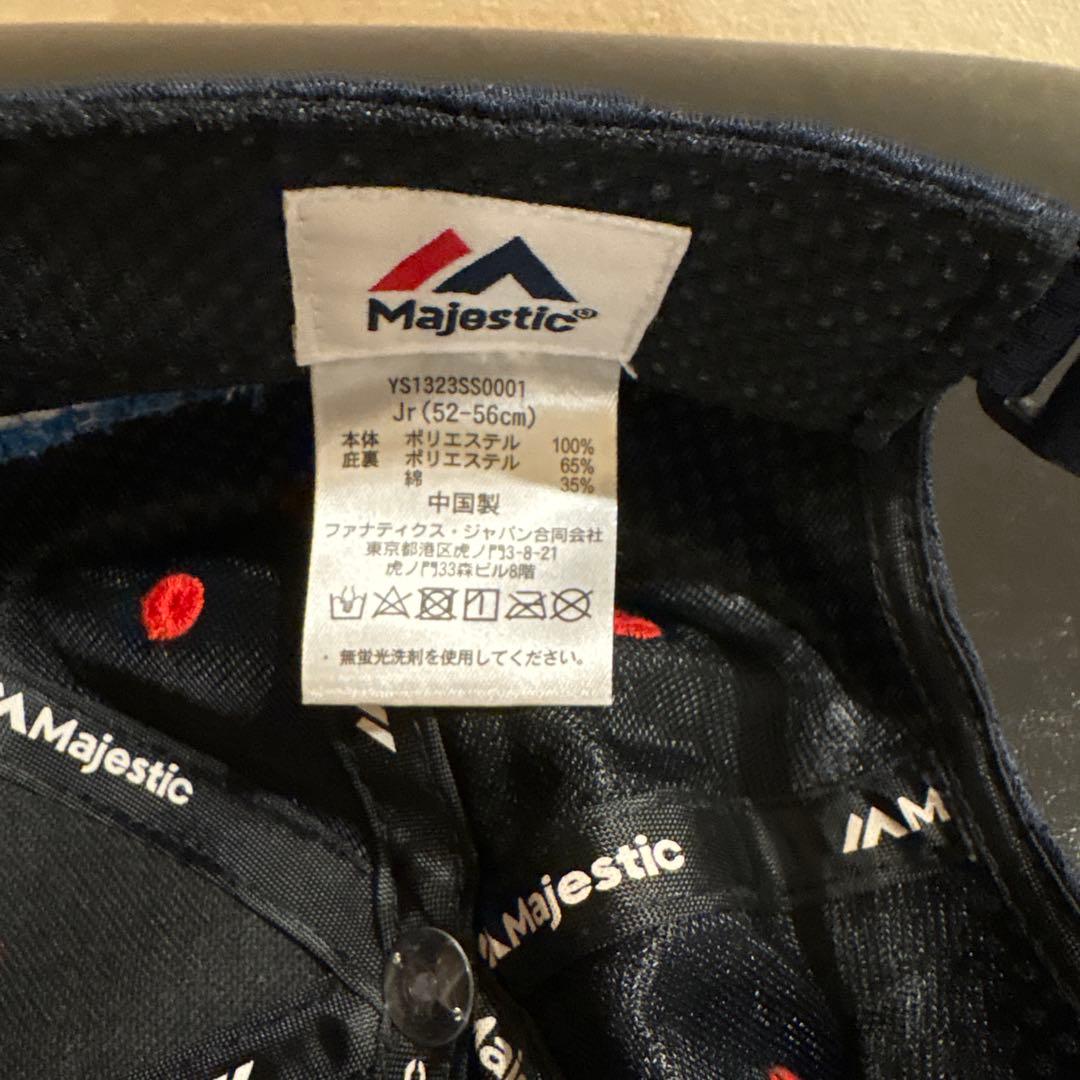 Majestic®
YS1323SS0001
Jr(52-56cm)
本体 ポリエステル 100%
庇裏 ポリエステル 65%
綿 35%
中国製
ファナティクス・ジャパン合同会社
東京都港区虎ノ門3-8-21
虎ノ門33森ビル8階
・無蛍光洗剤を使用してください。
Majestic
Majestic
M